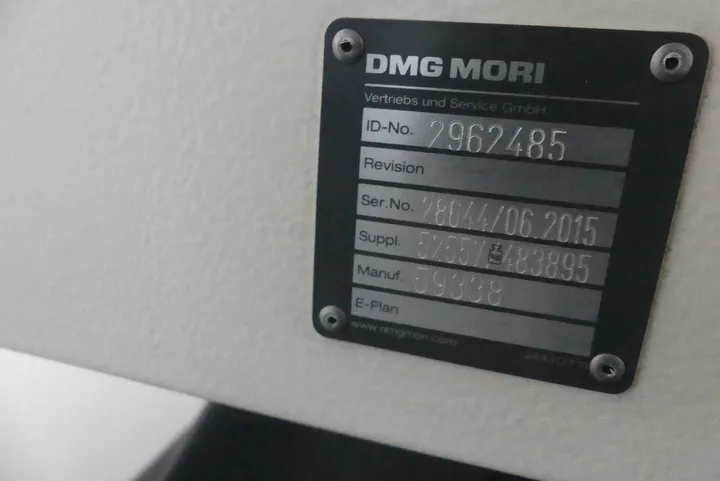 DMG MORI
Vertriebs und Service GmbH
ID-No. 2962485
Revision
Ser.No. 28644/06.2015
Suppl. 483895
Manuf. 59338
E-Plan
www.dmgmori.com